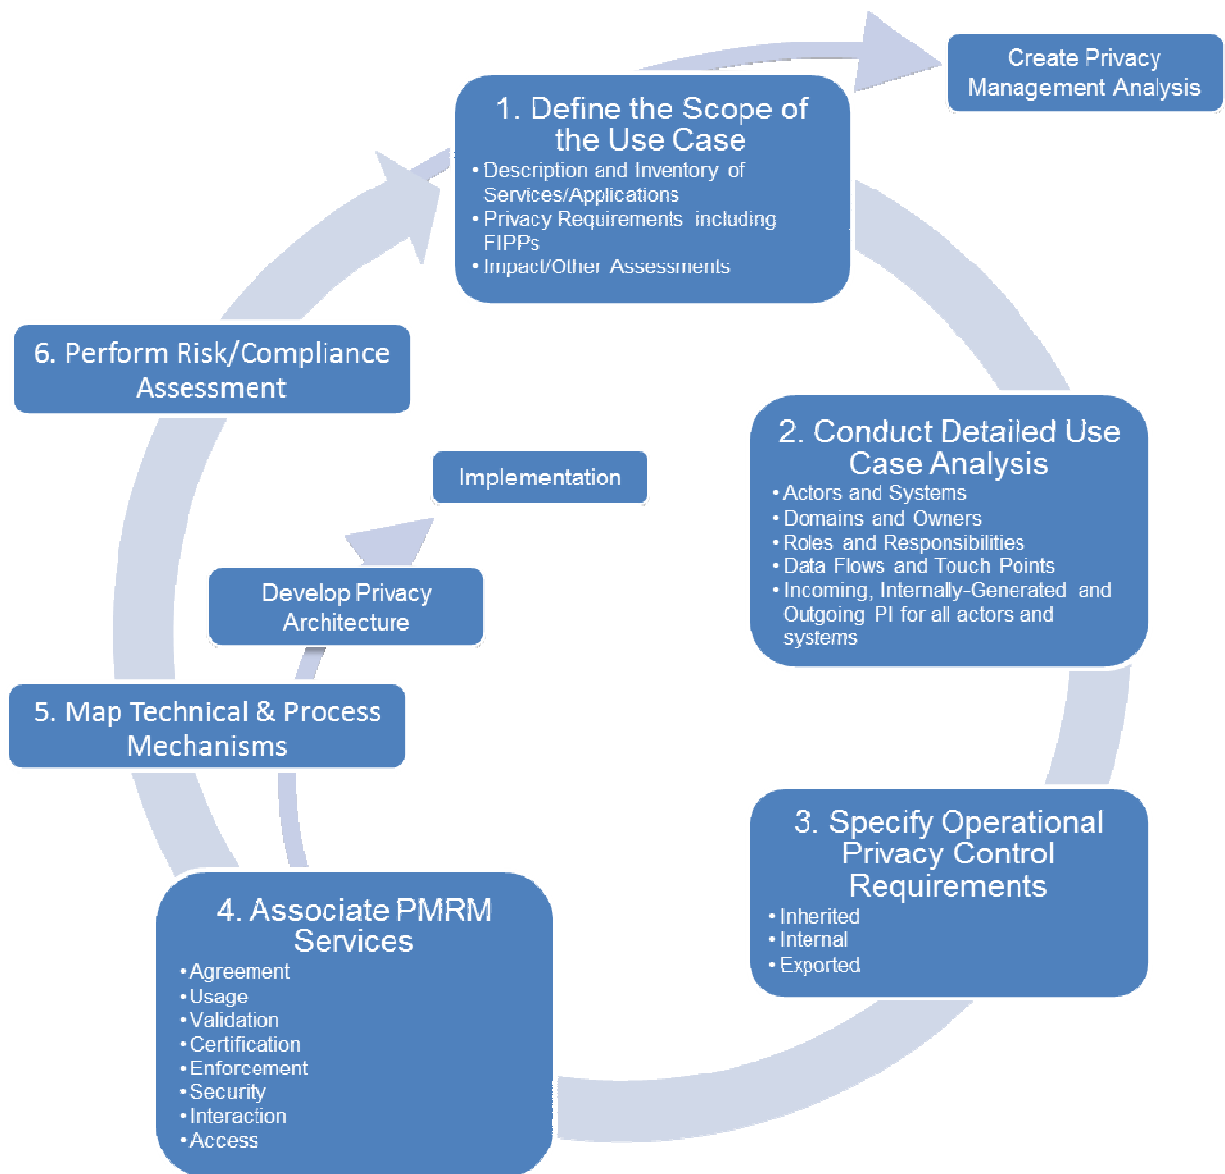 Create Privacy
Management Analysis
1. Define the Scope of
the Use Case
• Description and Inventory of
Services/Applications
• Privacy Requirements including
FIPPs
• Impact/Other Assessments
2. Conduct Detailed Use
Case Analysis
• Actors and Systems
• Domains and Owners
• Roles and Responsibilities
• Data Flows and Touch Points
• Incoming, Internally-Generated and
Outgoing PI for all actors and
systems
3. Specify Operational
Privacy Control
Requirements
• Inherited
• Internal
• Exported
4. Associate PMRM
Services
• Agreement
• Usage
• Validation
• Certification
• Enforcement
• Security
• Interaction
• Access
5. Map Technical & Process
Mechanisms
Develop Privacy
Architecture
Implementation
6. Perform Risk/Compliance
Assessment